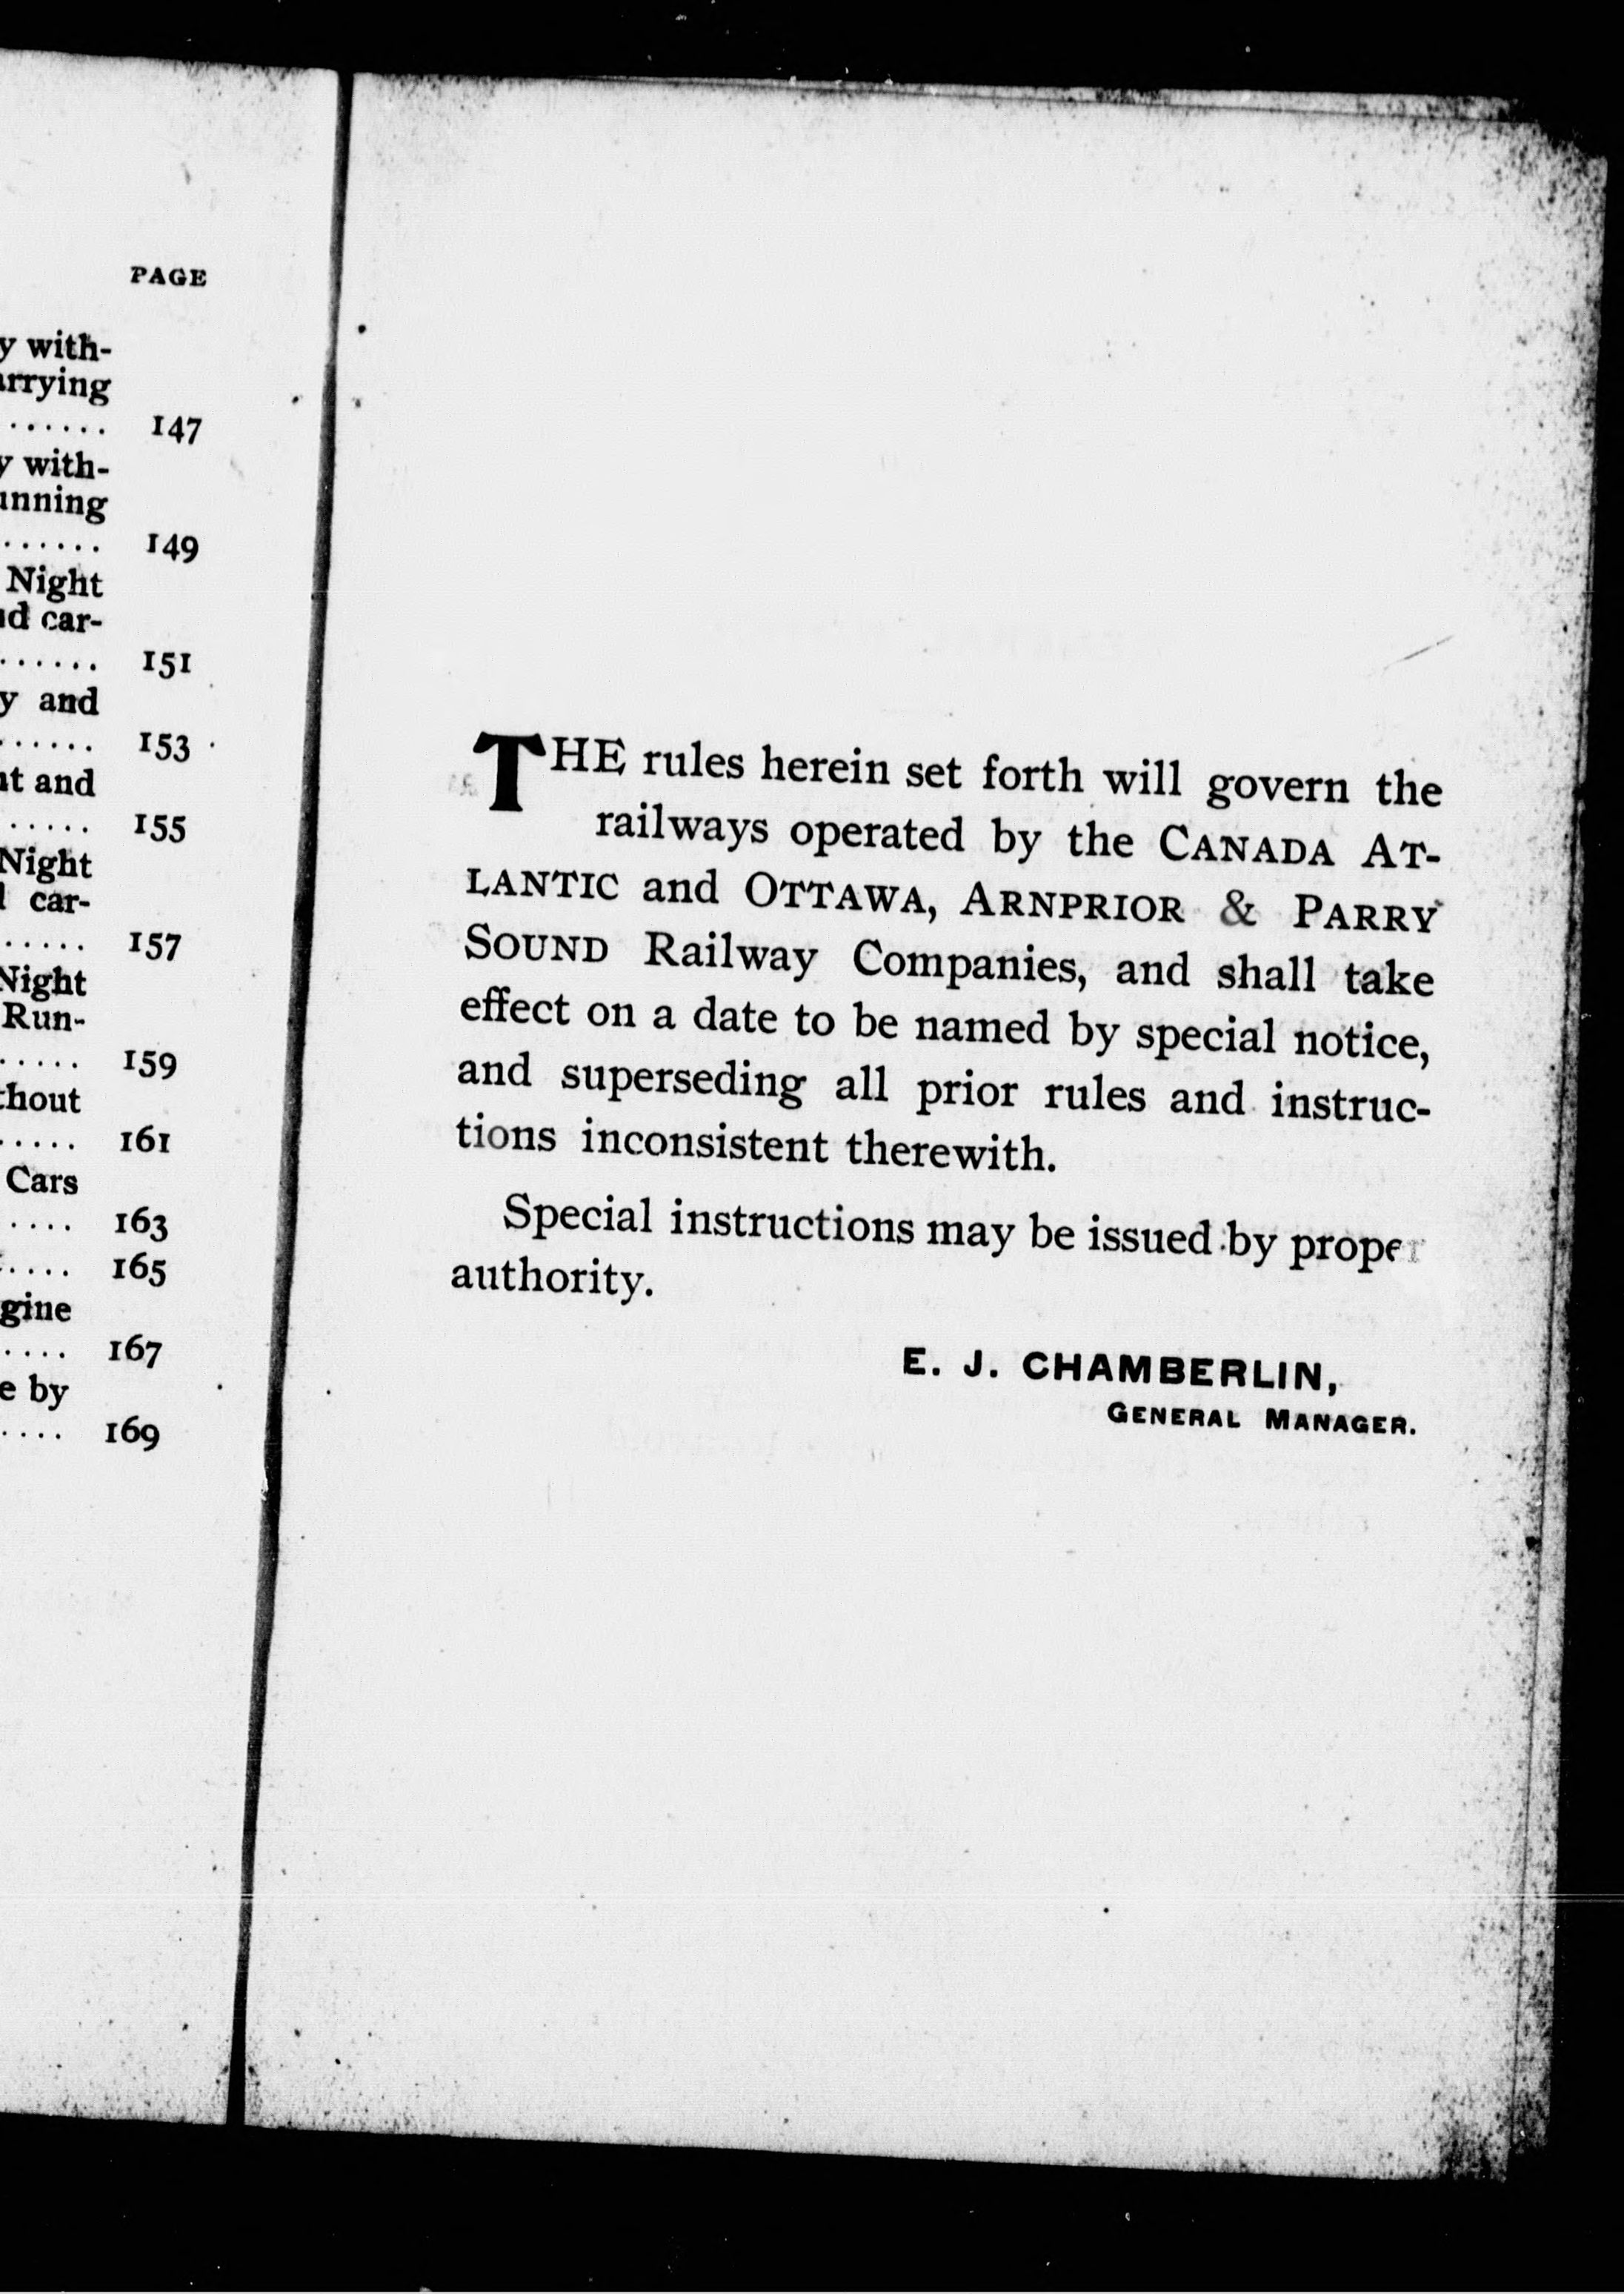 PAGE
y with-
arrying
...... 147
y with-
unning
...... 149
Night
nd car-
...... 151
y and
...... 153
nt and
..... 155
Night
d car-
..... 157
Night
Run-
..... 159
thout
..... 161
Cars
.... 163
.... 165
gine
.... 167
e by
.... 169
THE rules herein set forth will govern the
railways operated by the CANADA AT-
LANTIC and OTTAWA, ARNPRIOR & PARRY
SOUND Railway Companies, and shall take
effect on a date to be named by special notice,
and superseding all prior rules and instruc-
tions inconsistent therewith.
Special instructions may be issued by proper
authority.
E. J. CHAMBERLIN,
GENERAL MANAGER.